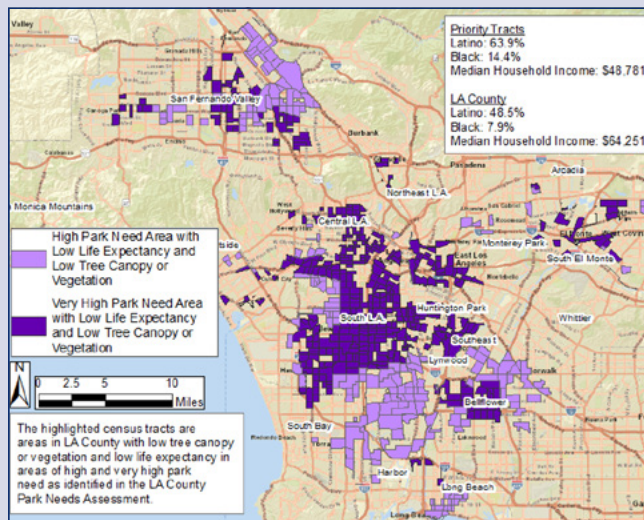 Valley
Priority Tracts
Latino: 63.9%
Black: 14.4%
Median Household Income: $48,781
LA County
Latino: 48.5%
Black: 7.9%
Median Household Income: $64,251
San Fernando Valley
Burbank
Pasadena
Arcadia
Northeast L.A.
Monica Mountains
Central L.A.
Monterey Park
El Monte
West Covina
South El Monte
East Los Angeles
Huntington Park
Whittier
South L.A.
Southeast
Lynwood
Bellflower
South Bay
Redondo Beach
Lakewood
Harbor
Long Beach
High Park Need Area with
Low Life Expectancy and
Low Tree Canopy or
Vegetation
Very High Park Need Area
with Low Life Expectancy
and Low Tree Canopy or
Vegetation
N
0 2.5 5 10
Miles
The highlighted census tracts are
areas in LA County with low tree canopy
or vegetation and low life expectancy in
areas of high and very high park
need as identified in the LA County
Park Needs Assessment.